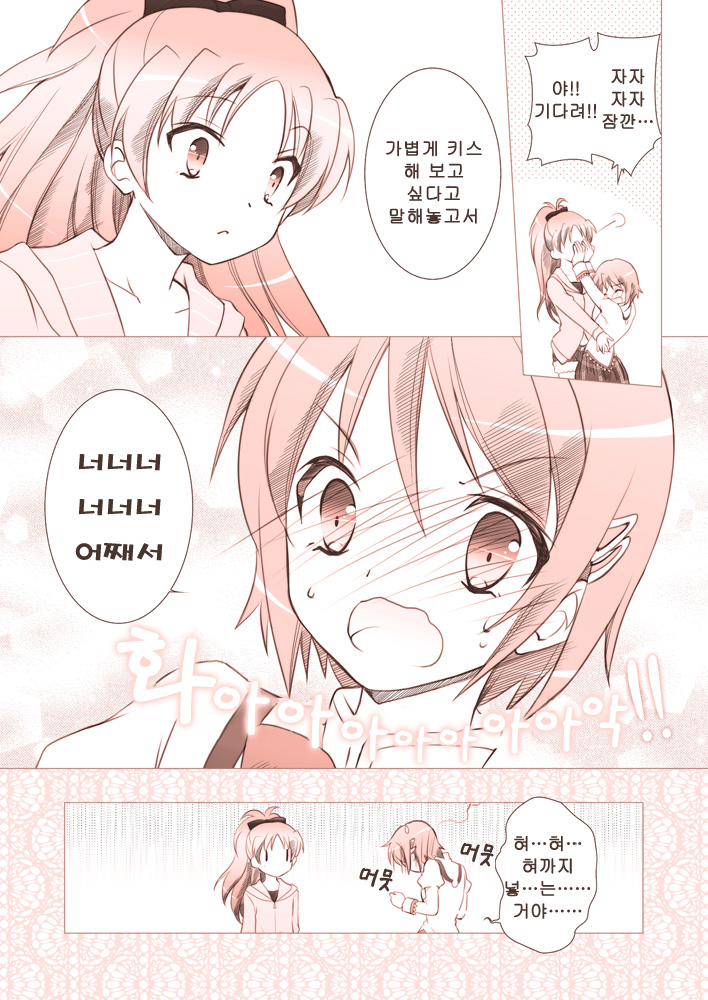 자자
자자
잠깐…
야!!
기다려!!
가볍게 키스
해 보고
싶다고
말해놓고서
너너너
너너너
어째서
화아아아아아아아악!!
머뭇
머뭇
혀…혀…
혀까지
넣…는……
거야……